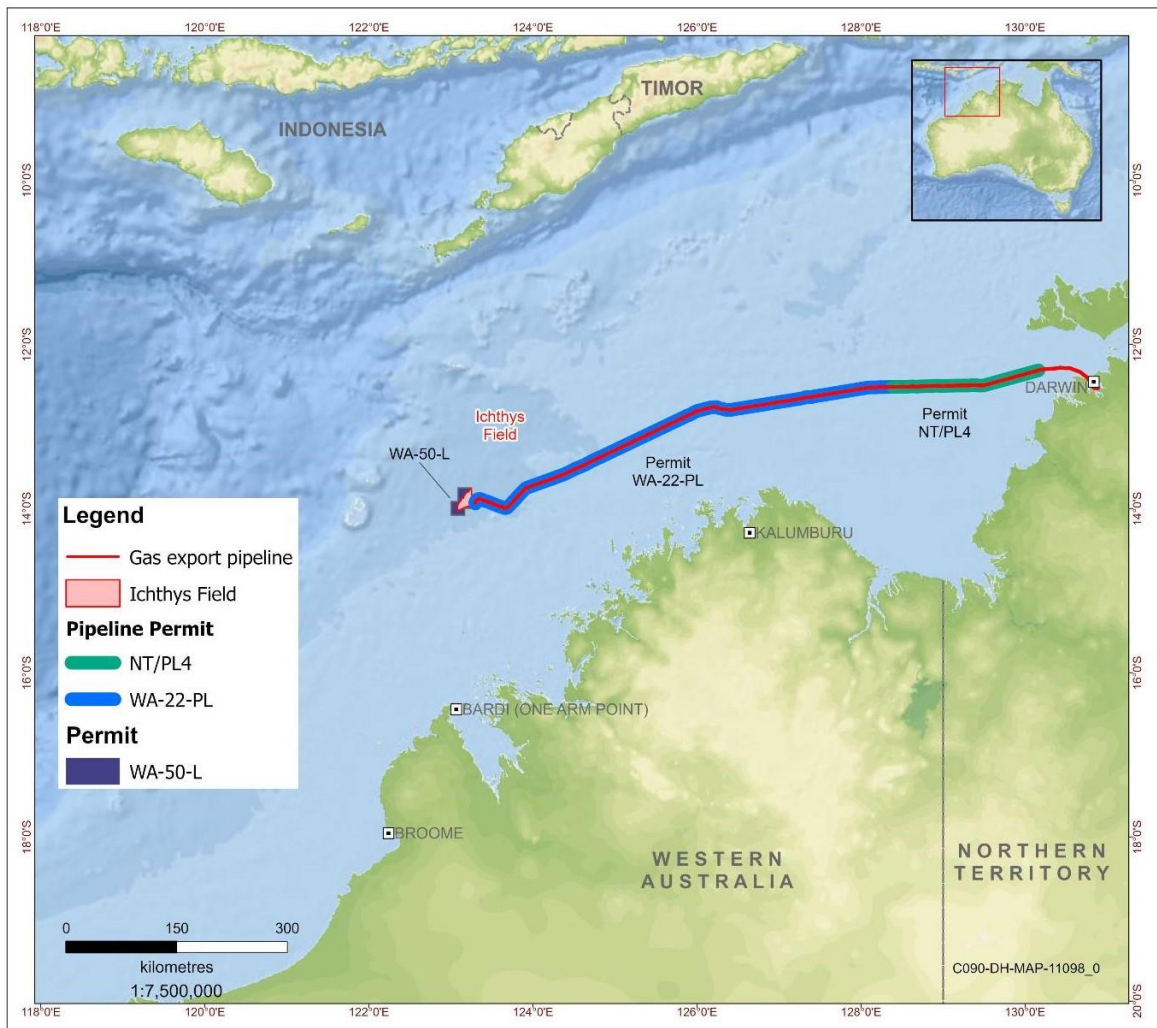 118°0'E 120°0'E 122°0'E 124°0'E 126°0'E 128°0'E 130°0'E
TIMOR
INDONESIA
10°0'S 10°0'S
12°0'S 12°0'S
DARWIN
Ichthys
Field
Permit
NT/PL4
WA-50-L
Permit
WA-22-PL
14°0'S 14°0'S
KALUMBURU
Legend
Gas export pipeline
Ichthys Field
Pipeline Permit
NT/PL4
WA-22-PL
Permit
WA-50-L
16°0'S 16°0'S
BARDI (ONE ARM POINT)
18°0'S 18°0'S
BROOME
WESTERN
AUSTRALIA
NORTHERN
TERRITORY
0 150 300
kilometres
1:7,500,000
C090-DH-MAP-11098_0
20°0'S
118°0'E 120°0'E 122°0'E 124°0'E 126°0'E 128°0'E 130°0'E